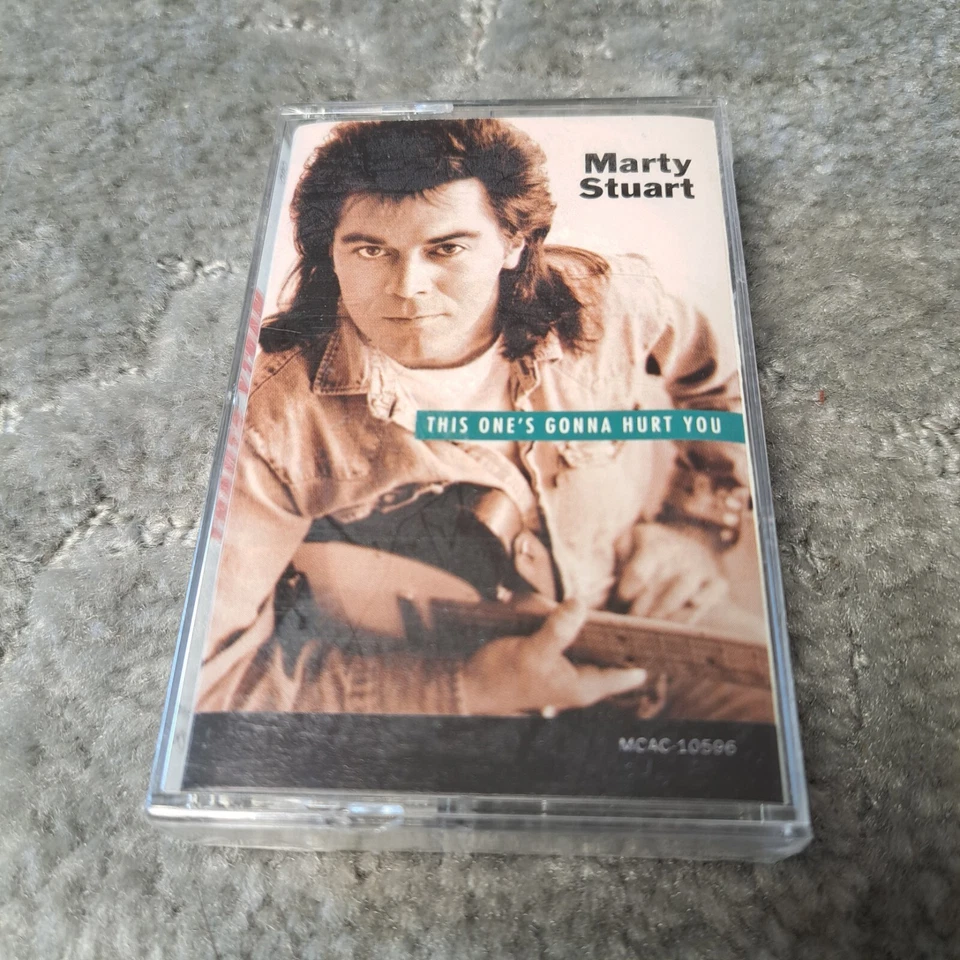 Marty
Stuart
THIS ONE'S GONNA HURT YOU
MCAC-10596